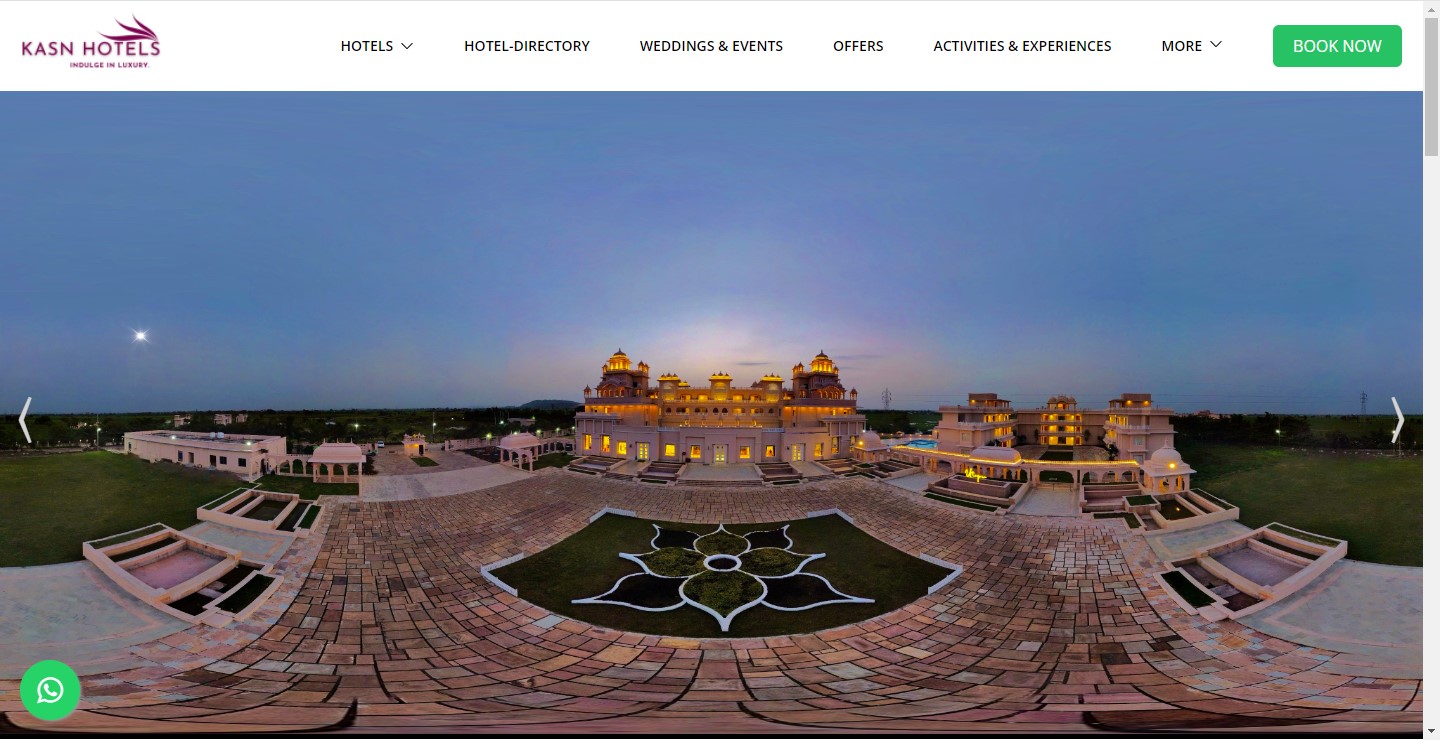 KASN HOTELS
INDULGE IN LUXURY.
HOTELS
HOTEL-DIRECTORY
WEDDINGS & EVENTS
OFFERS
ACTIVITIES & EXPERIENCES
MORE
BOOK NOW